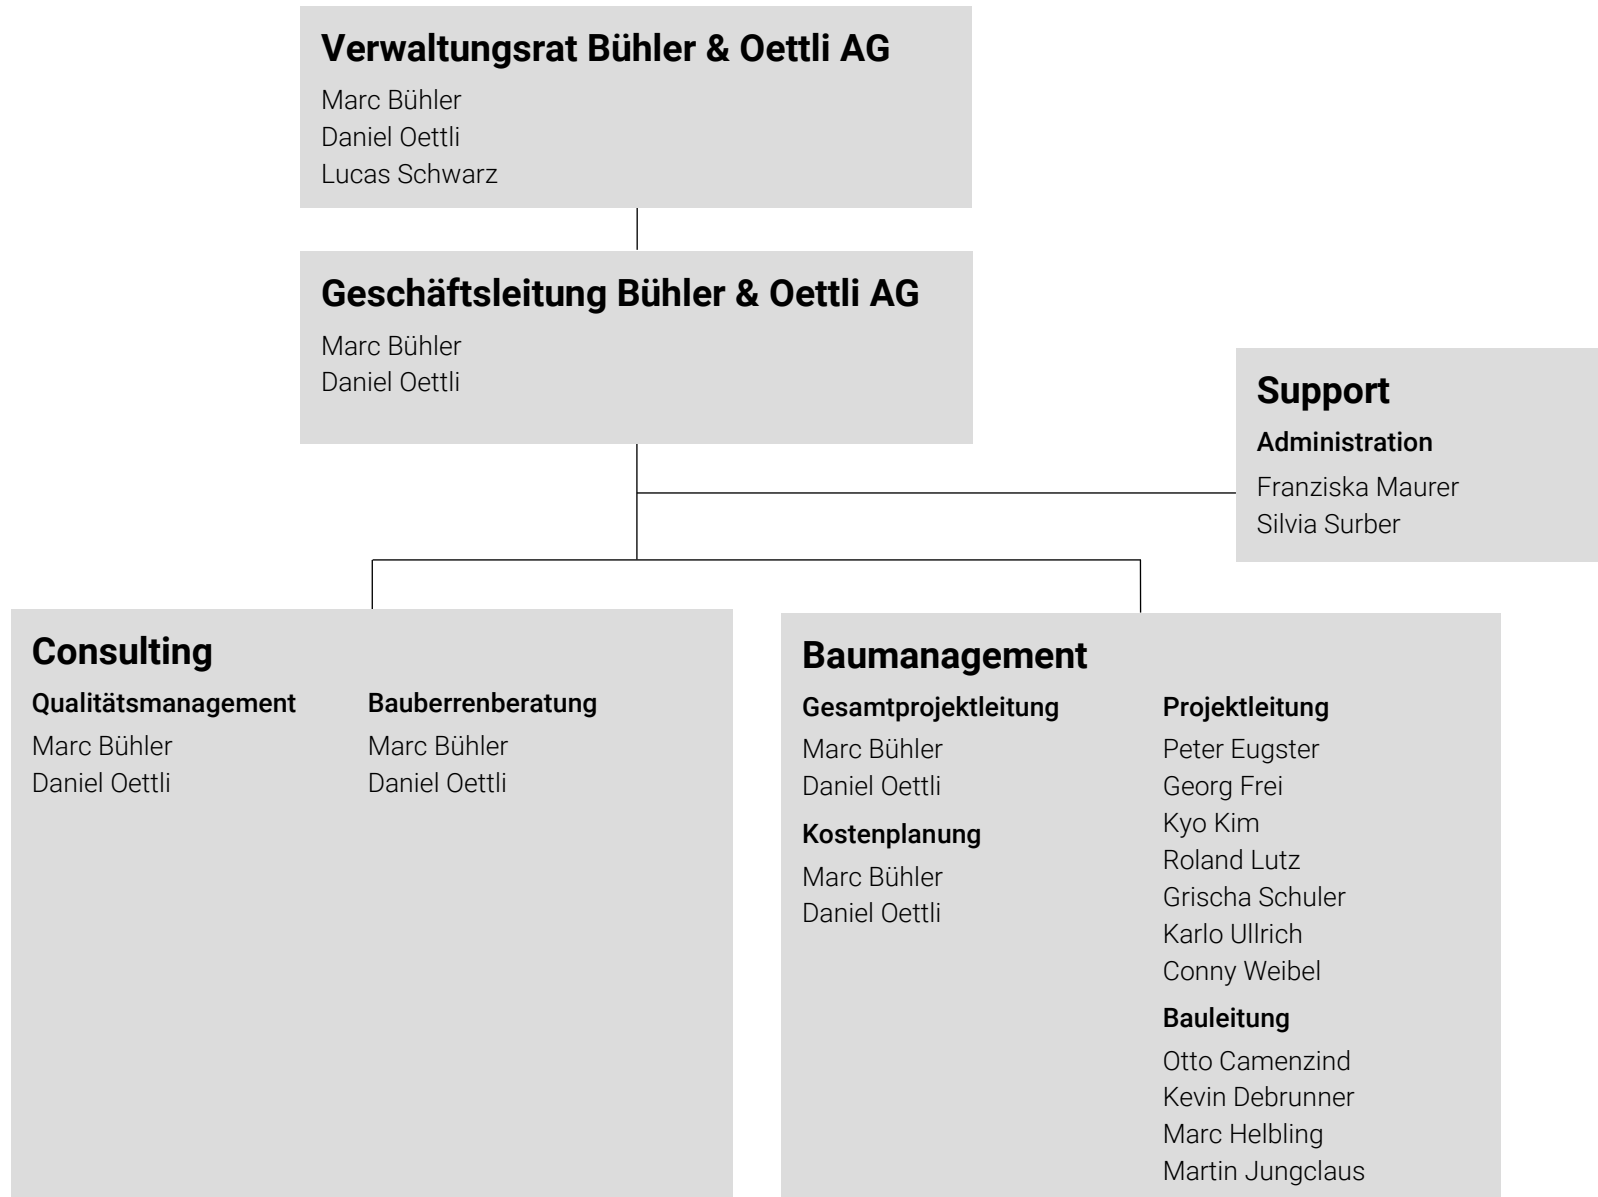 Verwaltungsrat Bühler & Oettli AG
Marc Bühler
Daniel Oettli
Lucas Schwarz
Geschäftsleitung Bühler & Oettli AG
Marc Bühler
Daniel Oettli
Support
Administration
Franziska Maurer
Silvia Surber
Consulting
Qualitätsmanagement
Marc Bühler
Daniel Oettli
Bauberrenberatung
Marc Bühler
Daniel Oettli
Baumanagement
Gesamtprojektleitung
Marc Bühler
Daniel Oettli
Kostenplanung
Marc Bühler
Daniel Oettli
Projektleitung
Peter Eugster
Georg Frei
Kyo Kim
Roland Lutz
Grischa Schuler
Karlo Ullrich
Conny Weibel
Bauleitung
Otto Camenzind
Kevin Debrunner
Marc Helbling
Martin Jungclaus